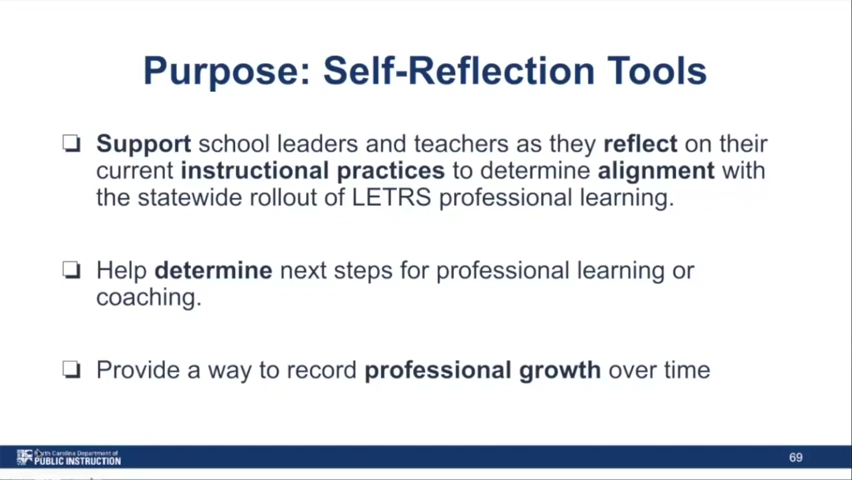 Purpose: Self-Reflection Tools
Support school leaders and teachers as they reflect on their
current instructional practices to determine alignment with
the statewide rollout of LETRS professional learning.
Help determine next steps for professional learning or
coaching.
Provide a way to record professional growth over time
North Carolina Department of
PUBLIC INSTRUCTION
69